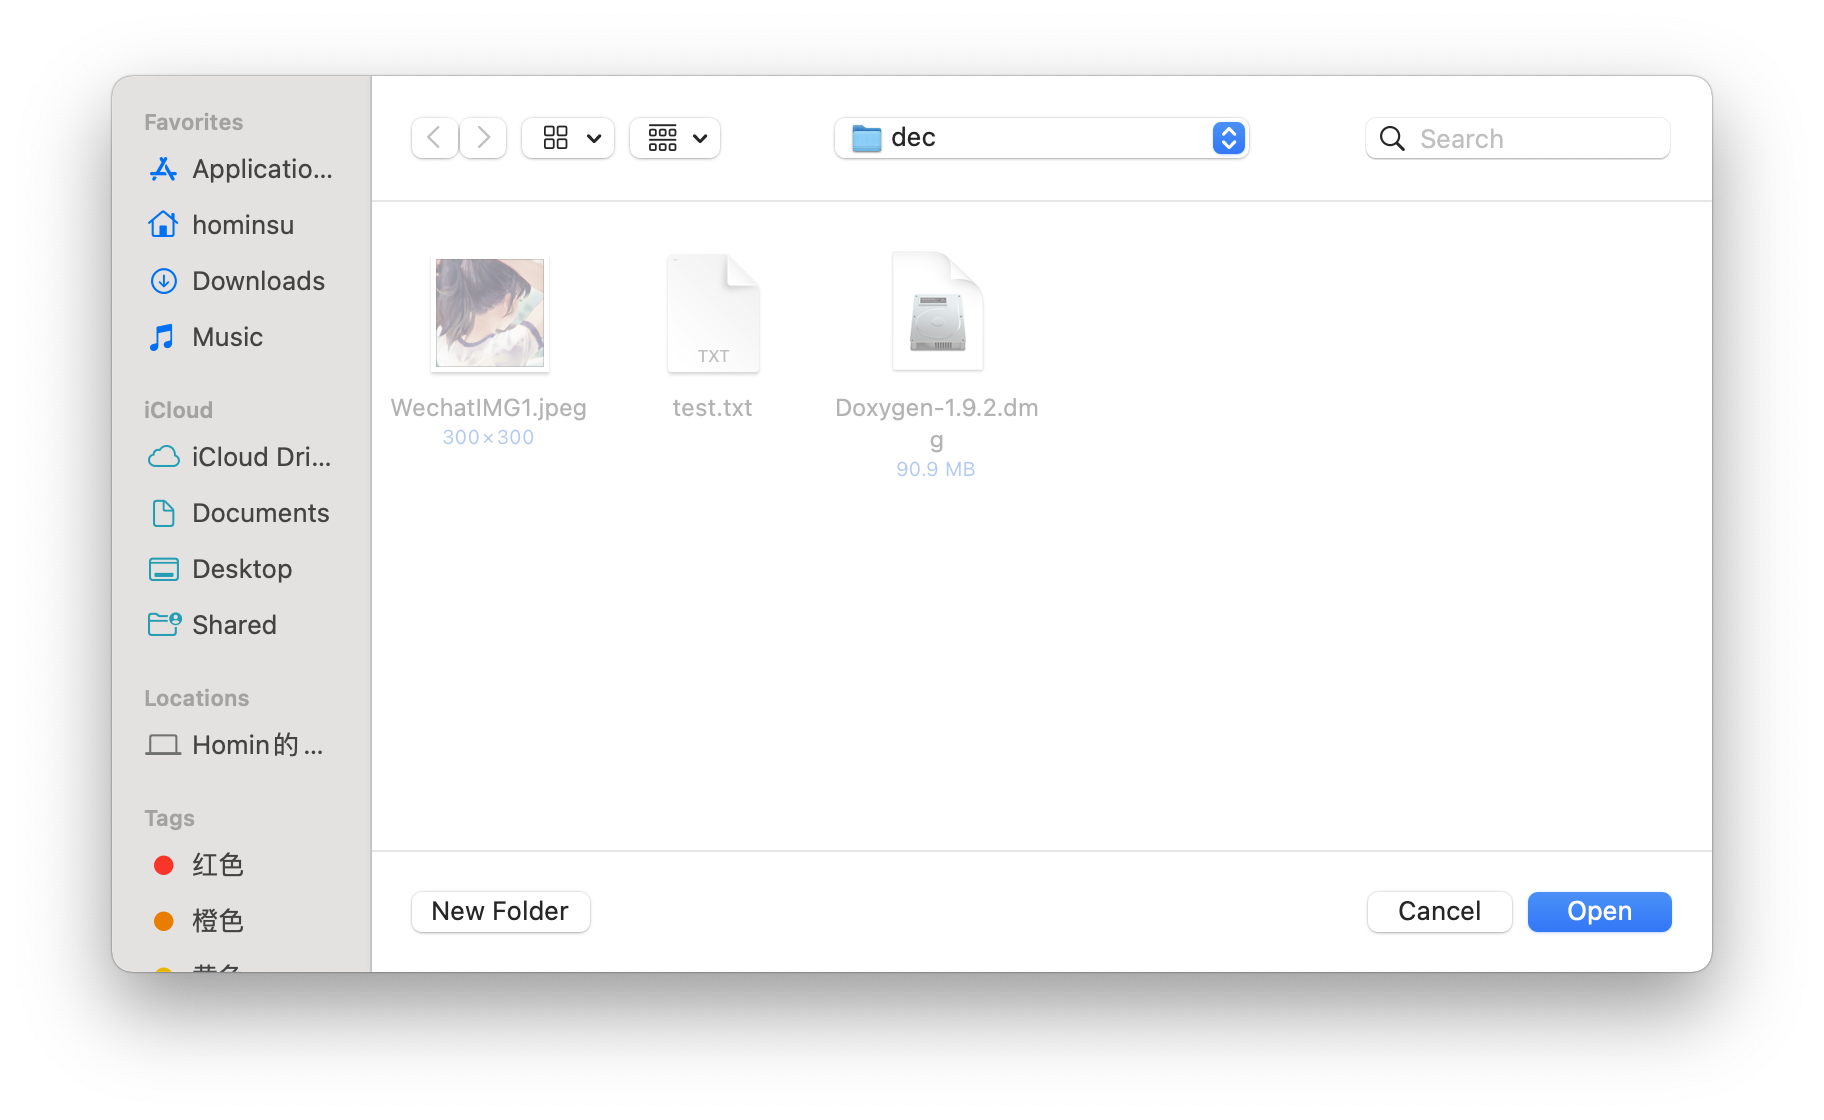 Favorites
Applicatio...
hominsu
Downloads
Music
iCloud
iCloud Dri...
Documents
Desktop
Shared
Locations
Homin的 ...
Tags
红色
橙色
dec
Search
TXT
WechatIMG1.jpeg
300×300
test.txt
Doxygen-1.9.2.dm
g
90.9 MB
New Folder
Cancel
Open